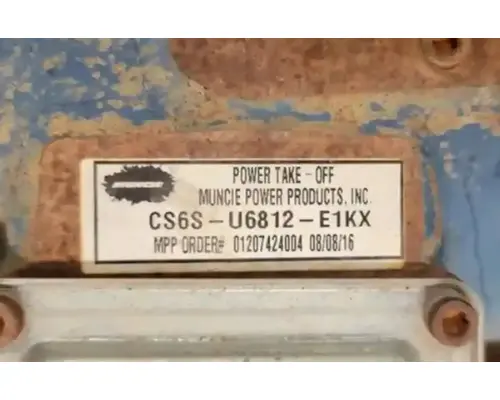 POWER TAKE - OFF
MUNCIE POWER PRODUCTS, INC
CS6S - U6812 - E1KX
MPP ORDER# 01207424004 08/08/16